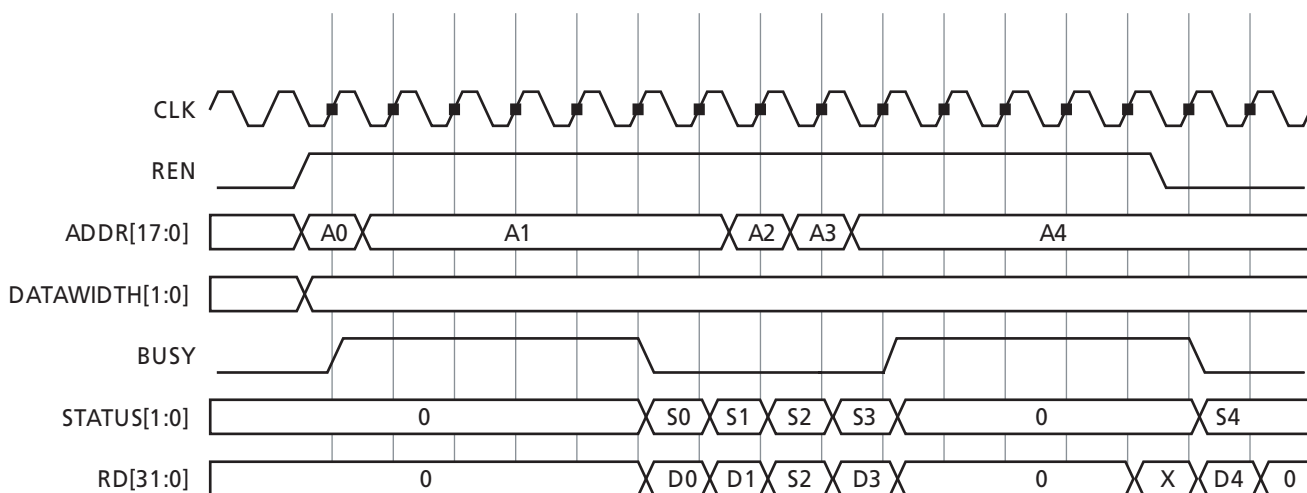 CLK
REN
ADDR[17:0] A0 A1 A2 A3 A4
DATAWIDTH[1:0]
BUSY
STATUS[1:0] 0 S0 S1 S2 S3 0 S4
RD[31:0] 0 D0 D1 S2 D3 0 X D4 0